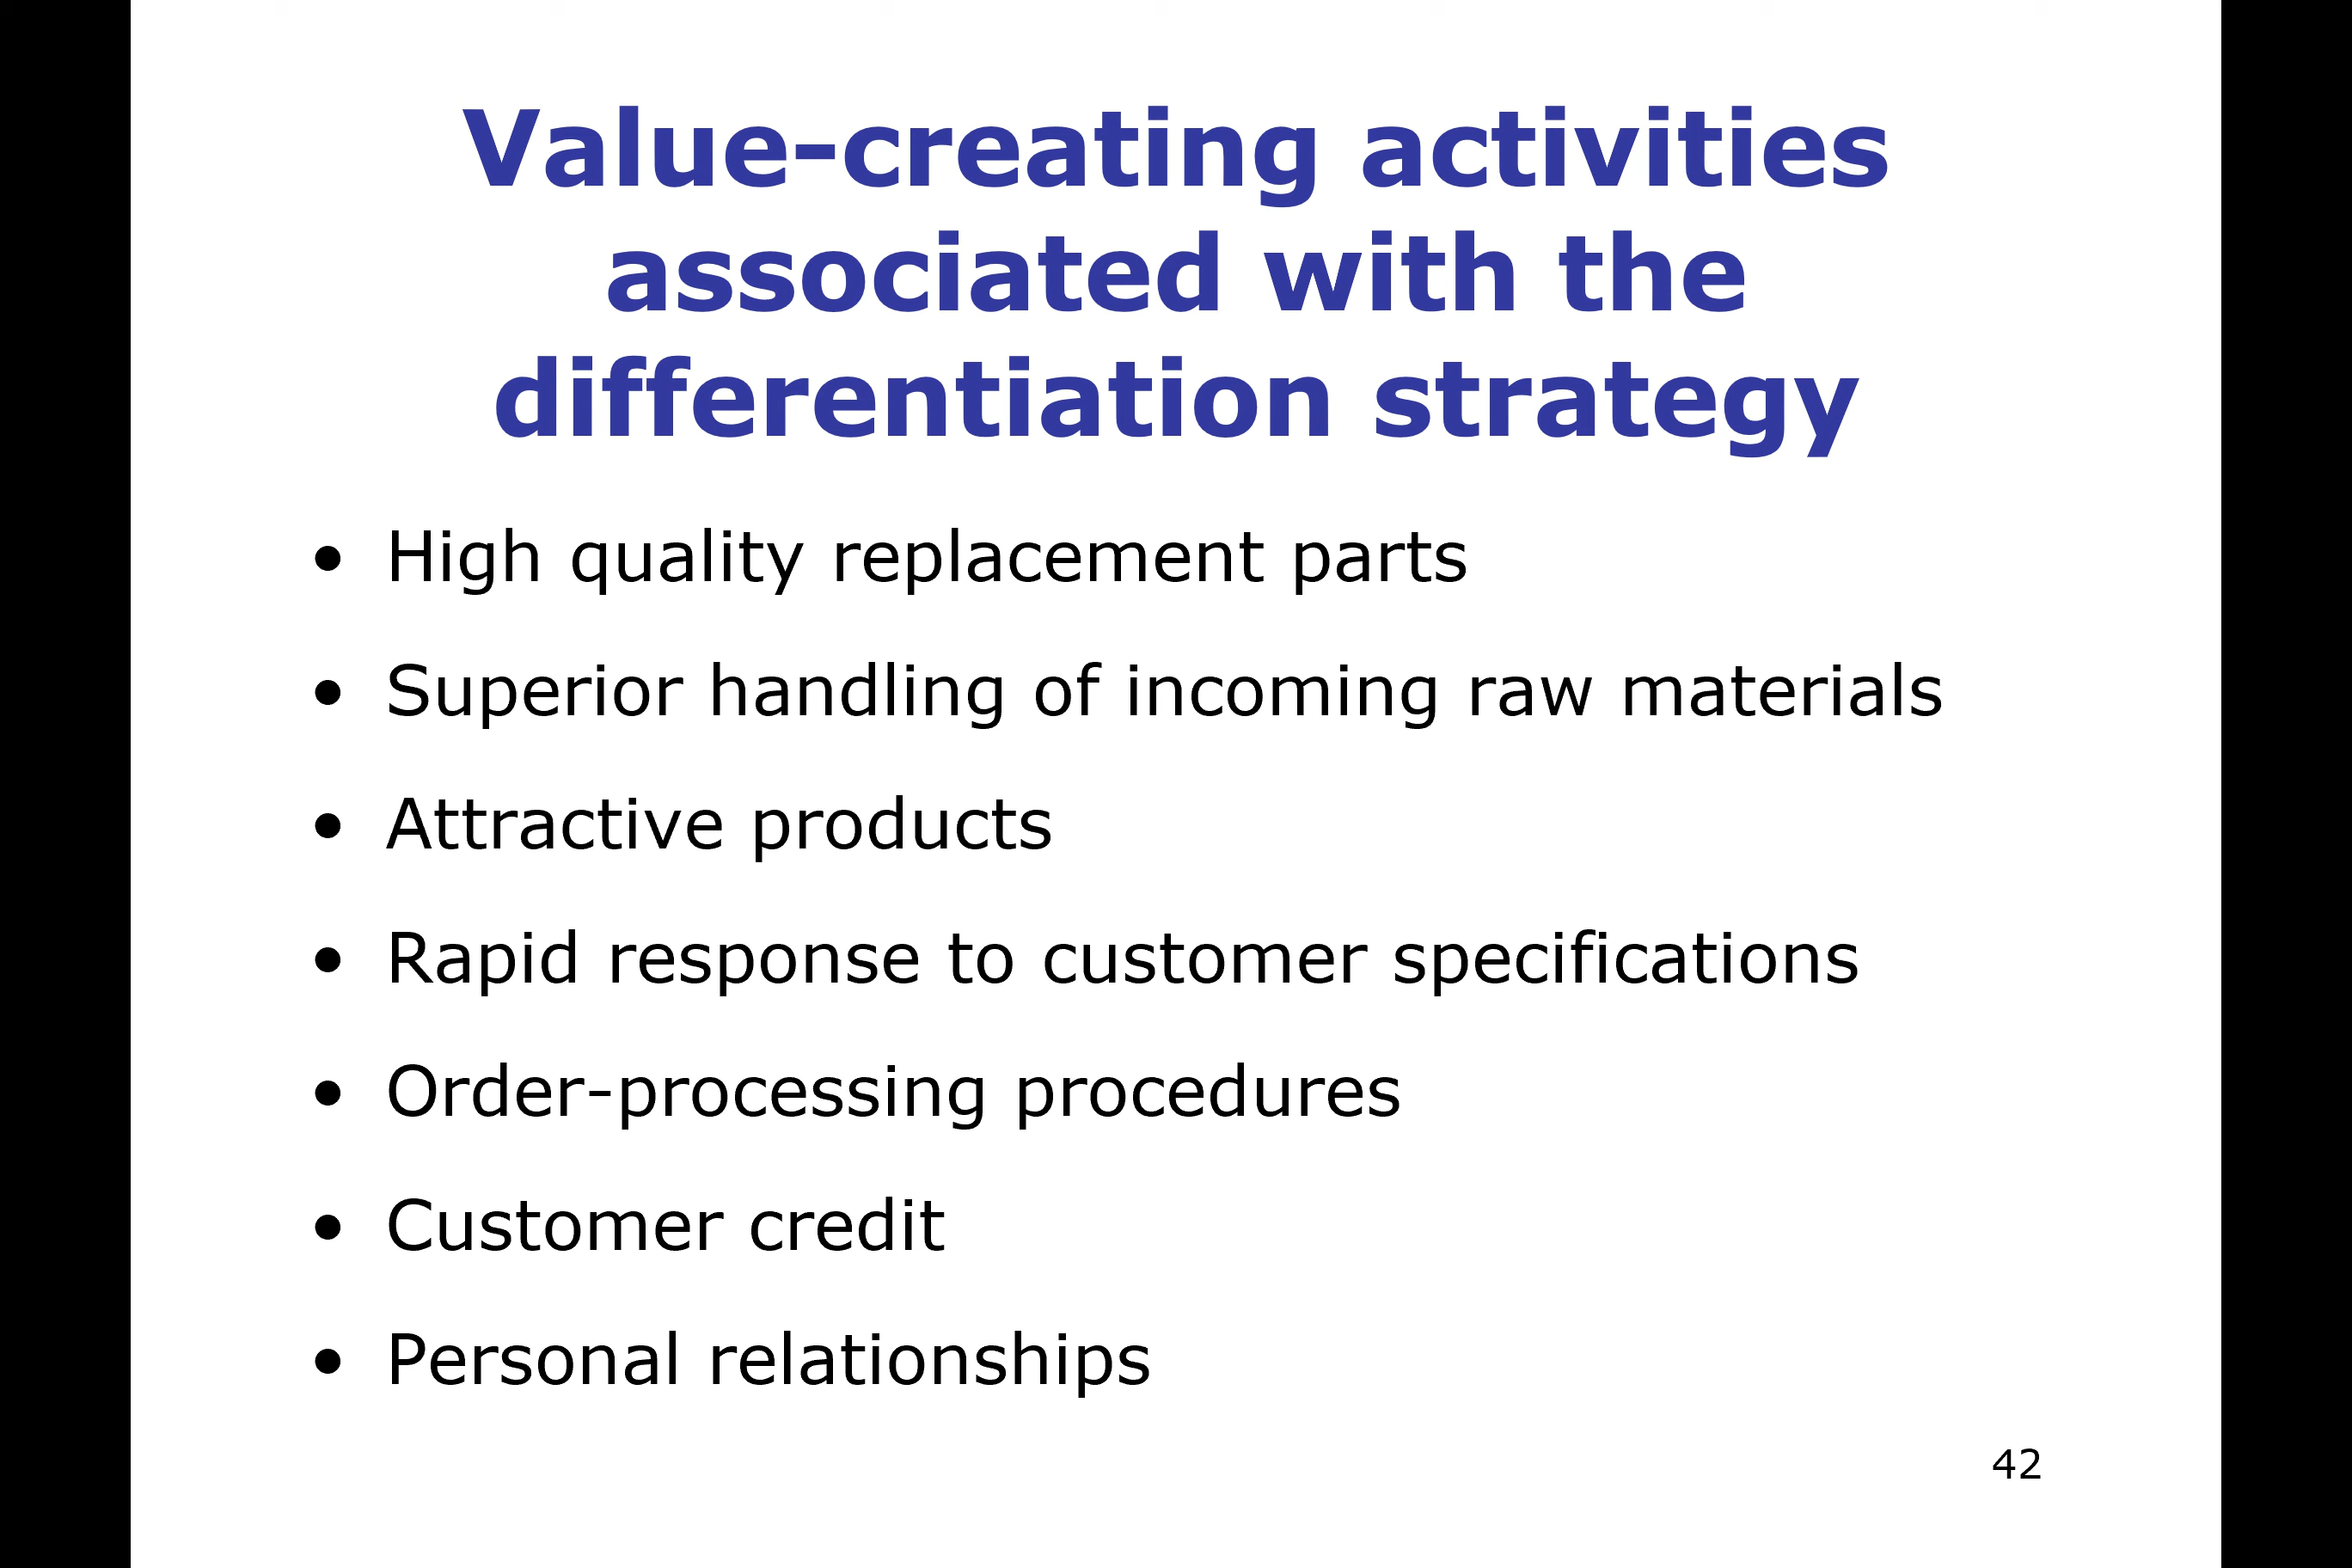 Value-creating activities
associated with the
differentiation strategy
• High quality replacement parts
• Superior handling of incoming raw materials
• Attractive products
• Rapid response to customer specifications
• Order-processing procedures
• Customer credit
• Personal relationships
42